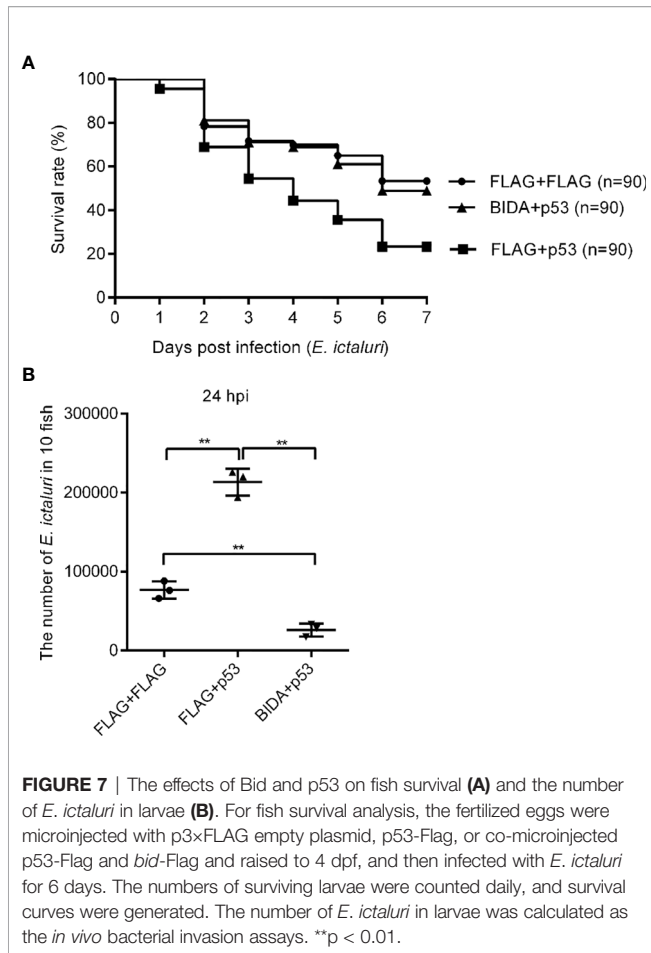 A
Survival rate (%)
100
80
60
40
20
0
0 1 2 3 4 5 6 7
Days post infection (E. ictaluri)
FLAG+FLAG (n=90)
BIDA+p53 (n=90)
FLAG+p53 (n=90)
B
24 hpi
The number of E. ictaluri in 10 fish
300000
200000
100000
0
**
**
**
FLAG+FLAG
FLAG+p53
BIDA+p53
FIGURE 7 | The effects of Bid and p53 on fish survival (A) and the number
of E. ictaluri in larvae (B). For fish survival analysis, the fertilized eggs were
microinjected with p3×FLAG empty plasmid, p53-Flag, or co-microinjected
p53-Flag and bid-Flag and raised to 4 dpf, and then infected with E. ictaluri
for 6 days. The numbers of surviving larvae were counted daily, and survival
curves were generated. The number of E. ictaluri in larvae was calculated as
the in vivo bacterial invasion assays. **p < 0.01.